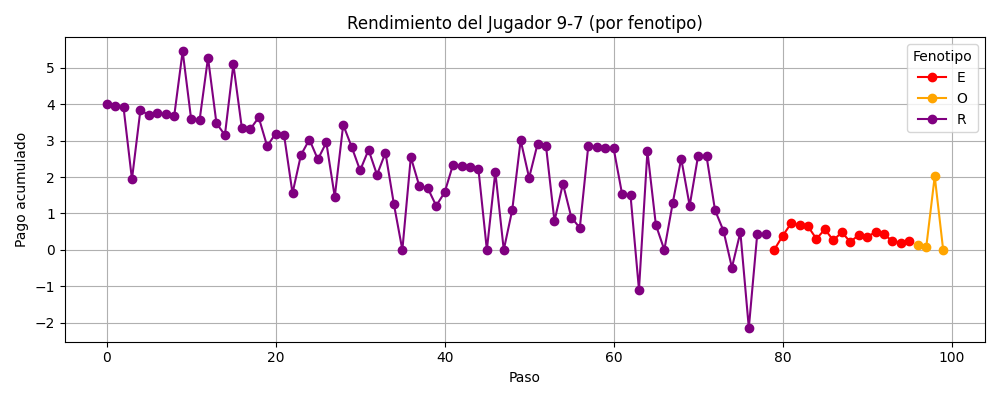 Rendimiento del Jugador 9-7 (por fenotipo)
Pago acumulado
5
4
3
2
1
0
−1
−2
Fenotipo
E
O
R
0
20
40
60
80
100
Paso